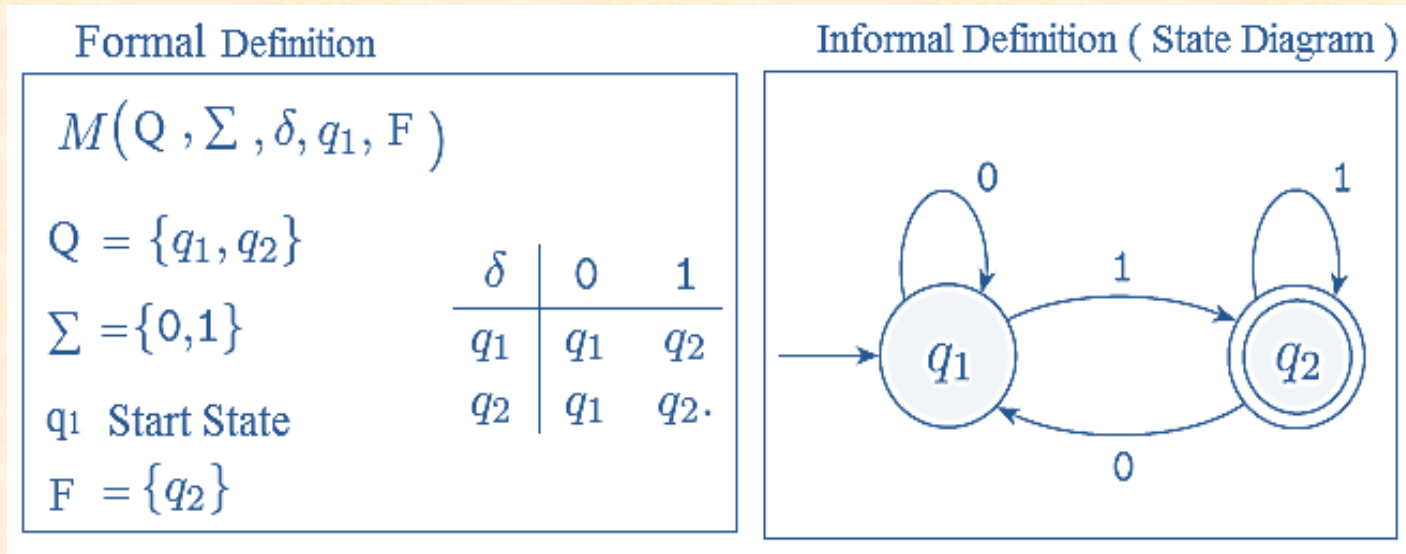 Formal Definition
M(Q , Σ , δ, q₁, F )
Q = {q₁, q₂}
Σ ={0,1}
q1 Start State
F = {q₂}
δ 0 1
q₁ q₁ q₂
q₂ q₁ q₂.
Informal Definition ( State Diagram )
0
1
1
q₁
q₂
0